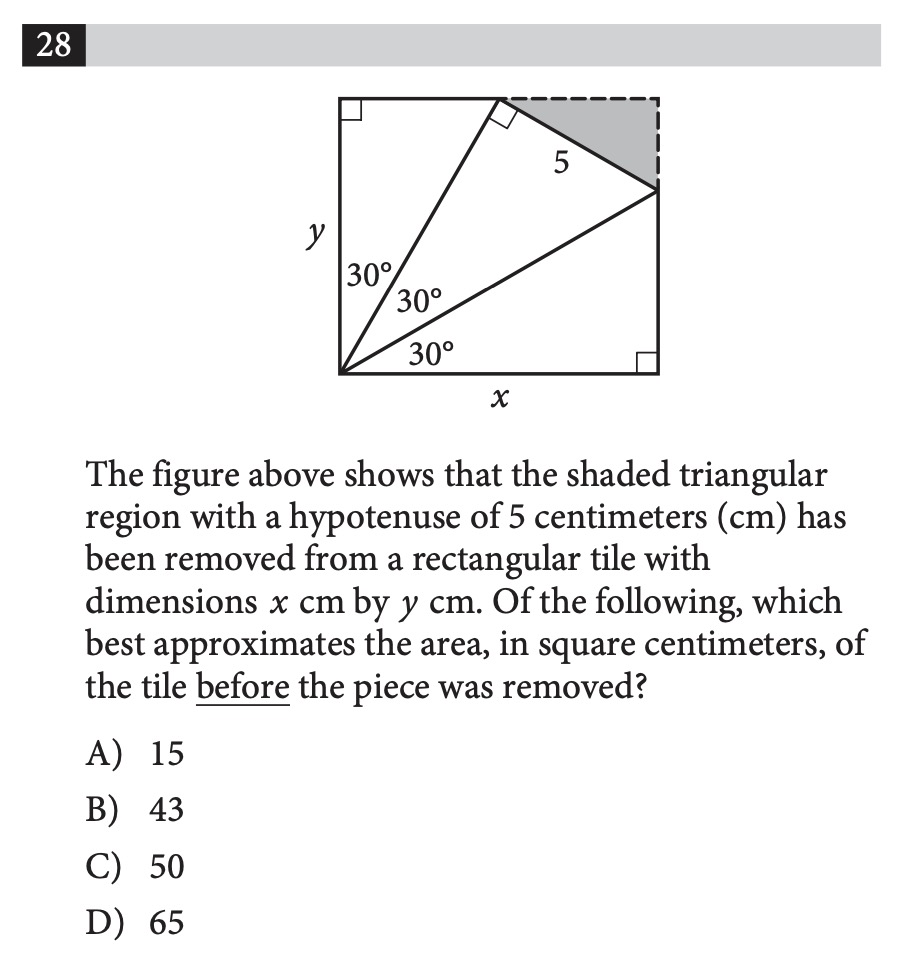 28
5
y
30°
30°
30°
x
The figure above shows that the shaded triangular
region with a hypotenuse of 5 centimeters (cm) has
been removed from a rectangular tile with
dimensions x cm by y cm. Of the following, which
best approximates the area, in square centimeters, of
the tile before the piece was removed?
A) 15
B) 43
C) 50
D) 65